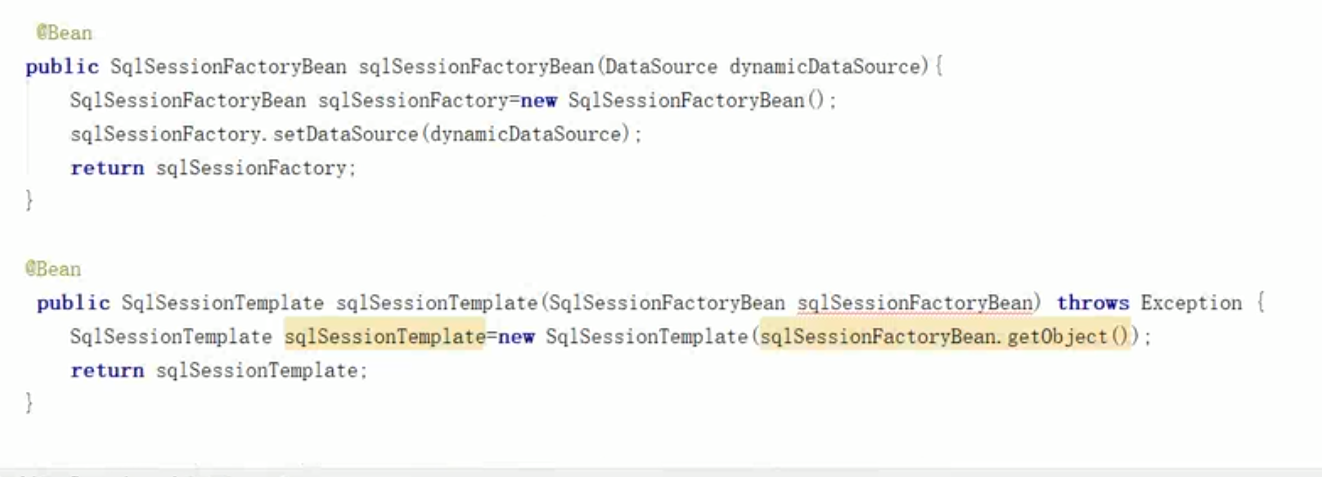 @Bean
public SqlSessionFactoryBean sqlSessionFactoryBean(DataSource dynamicDataSource){
SqlSessionFactoryBean sqlSessionFactory=new SqlSessionFactoryBean();
sqlSessionFactory.setDataSource(dynamicDataSource);
return sqlSessionFactory;
}
@Bean
public SqlSessionTemplate sqlSessionTemplate(SqlSessionFactoryBean sqlSessionFactoryBean) throws Exception {
SqlSessionTemplate sqlSessionTemplate=new SqlSessionTemplate(sqlSessionFactoryBean.getObject());
return sqlSessionTemplate;
}